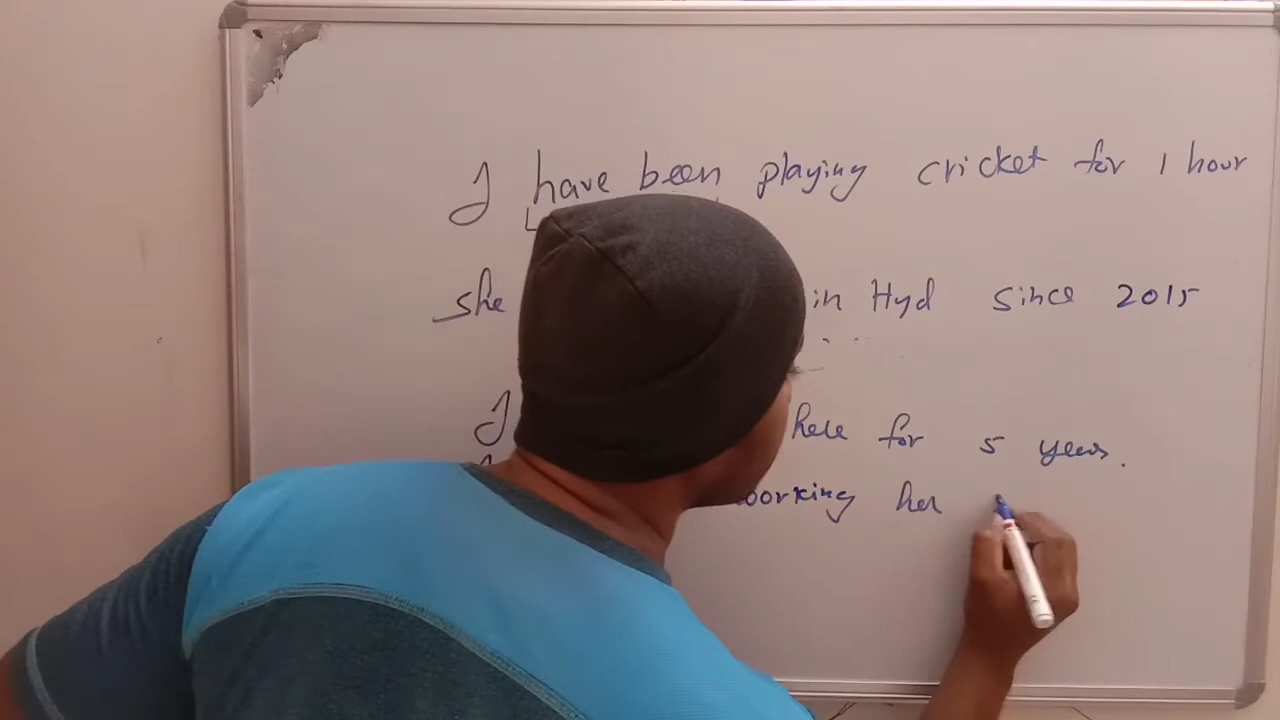 I have been playing cricket for 1 hour
she in Hyd since 2015
I here for 5 years.
working her